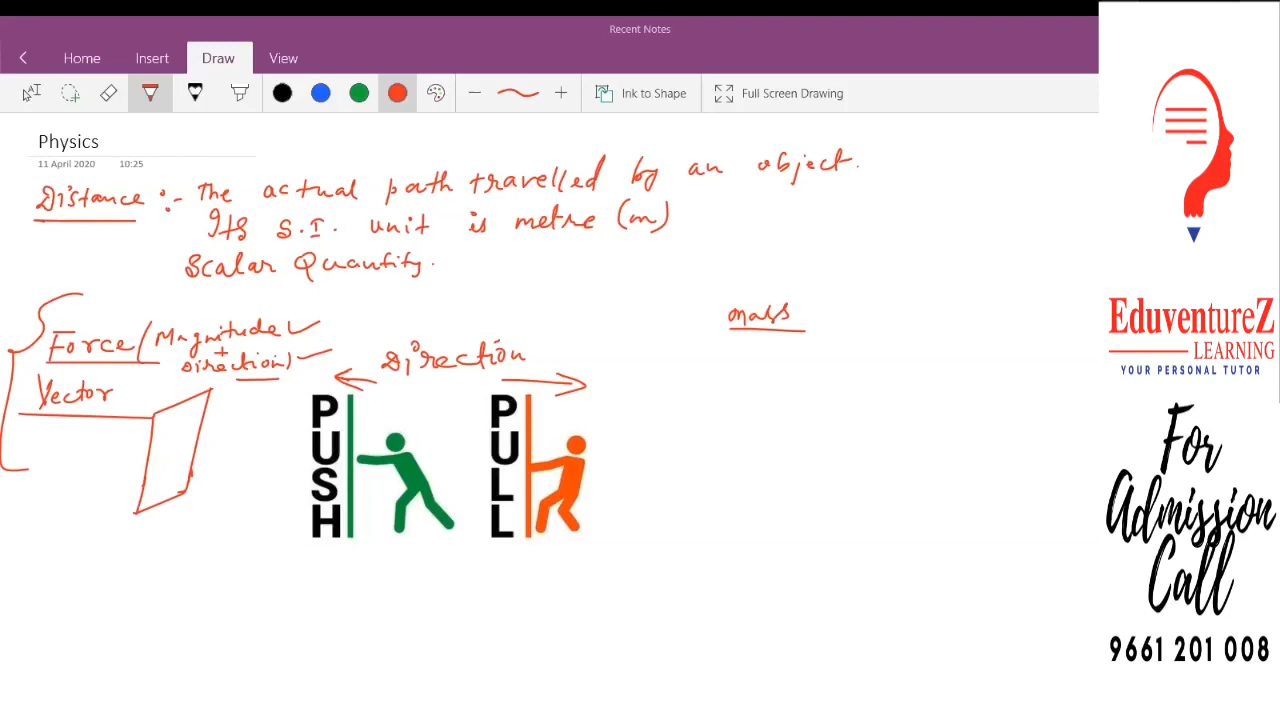 Recent Notes
Home Insert Draw View
Ink to Shape Full Screen Drawing
Physics
11 April 2020 10:25
Distance :- The actual path travelled by an object.
Its S.I. unit is metre (m)
Scalar Quantity.
Force (Magnitude
+
Direction)
Vector
Direction
PUSH
PULL
mass
EduventureZ
LEARNING
YOUR PERSONAL TUTOR
For
Admission
Call
9661 201 008